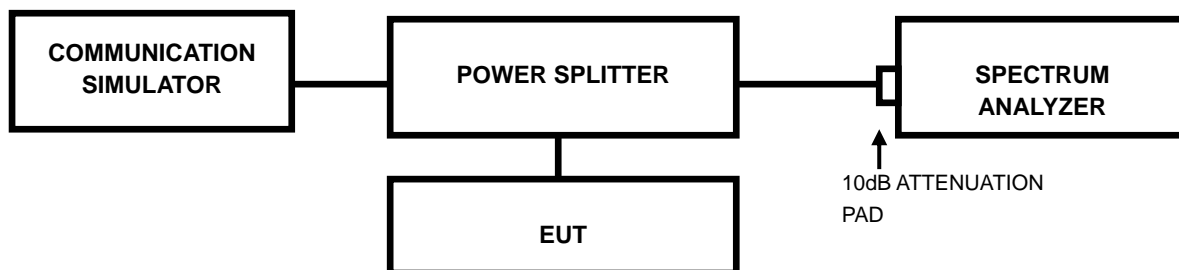 COMMUNICATION
SIMULATOR
POWER SPLITTER
SPECTRUM
ANALYZER
10dB ATTENUATION
PAD
EUT